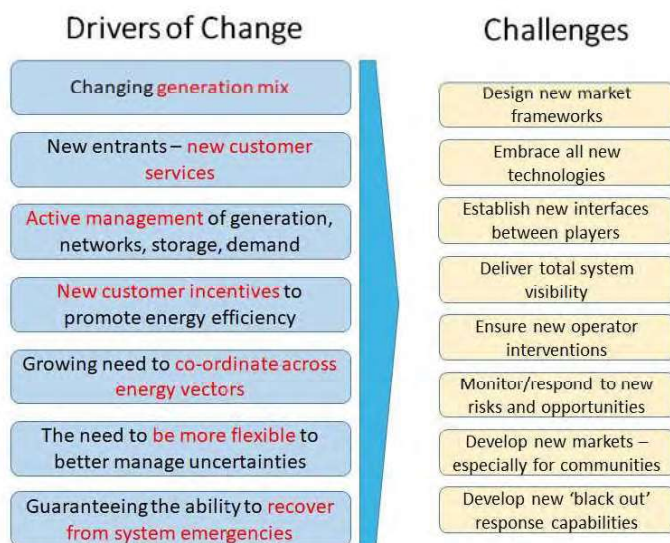 Drivers of Change
Changing generation mix
New entrants – new customer
services
Active management of generation,
networks, storage, demand
New customer incentives to
promote energy efficiency
Growing need to co-ordinate across
energy vectors
The need to be more flexible to
better manage uncertainties
Guaranteeing the ability to recover
from system emergencies
Challenges
Design new market
frameworks
Embrace all new
technologies
Establish new interfaces
between players
Deliver total system
visibility
Ensure new operator
interventions
Monitor/respond to new
risks and opportunities
Develop new markets –
especially for communities
Develop new ‘black out’
response capabilities